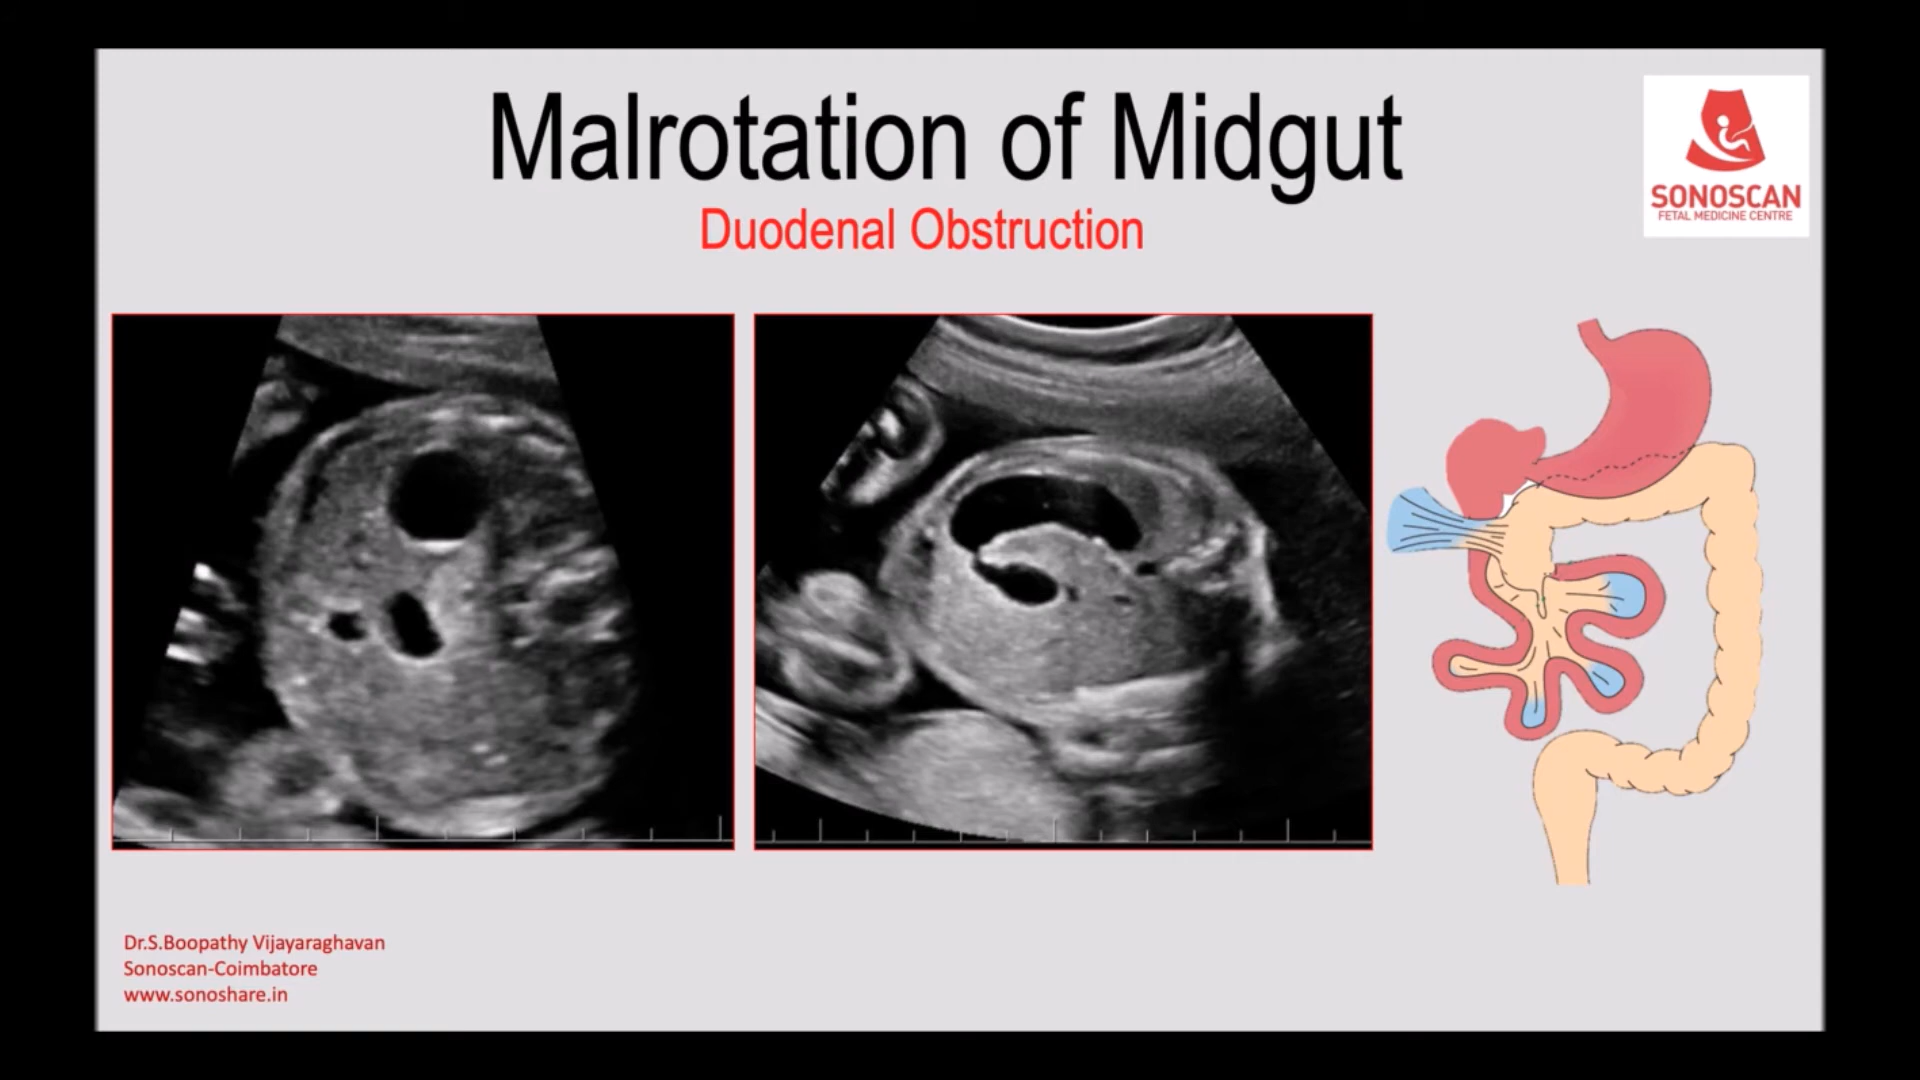 Malrotation of Midgut
Duodenal Obstruction
SONOSCAN
FETAL MEDICINE CENTRE
Dr.S.Boopathy Vijayaraghavan
Sonoscan-Coimbatore
www.sonoshare.in